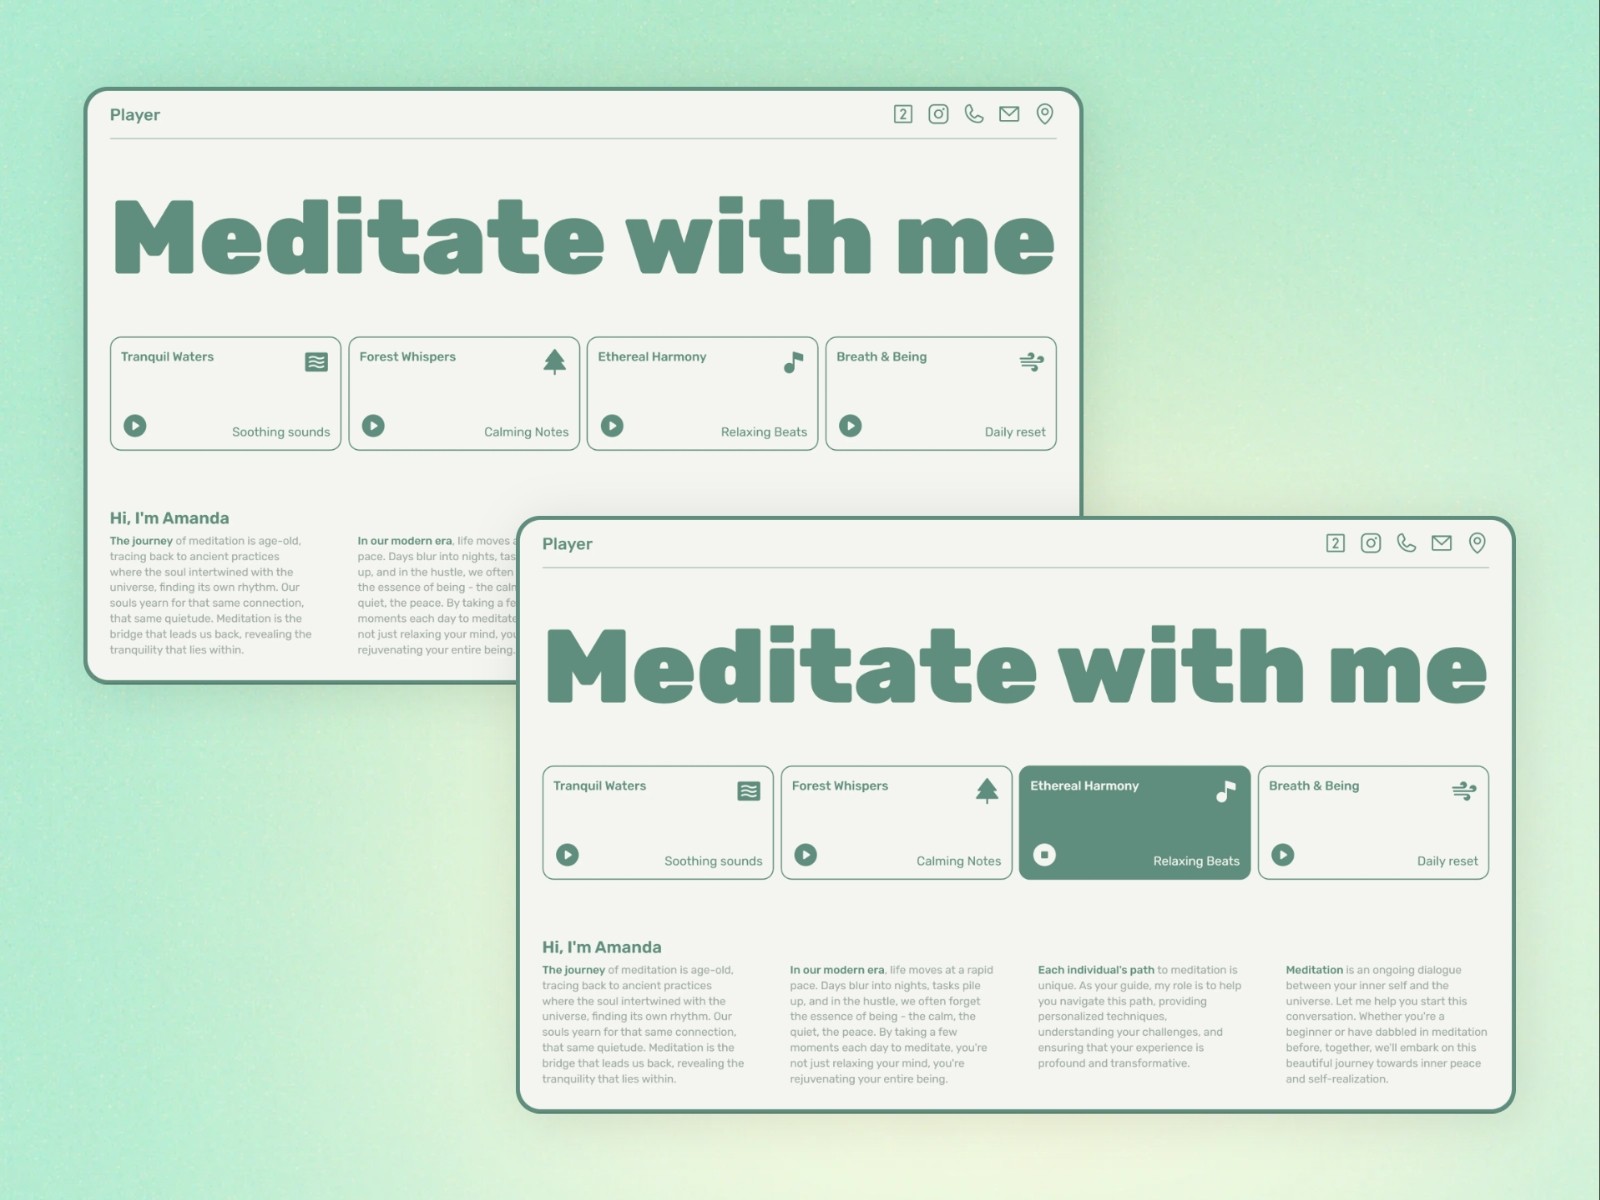 Player
2
Meditate with me
Tranquil Waters
Soothing sounds
Forest Whispers
Calming Notes
Ethereal Harmony
Relaxing Beats
Breath & Being
Daily reset
Hi, I'm Amanda
The journey of meditation is age-old,
tracing back to ancient practices
where the soul intertwined with the
universe, finding its own rhythm. Our
souls yearn for that same connection,
that same quietude. Meditation is the
bridge that leads us back, revealing the
tranquility that lies within.
In our modern era, life moves
pace. Days blur into nights,
up, and in the hustle, we often
the essence of being - the
quiet, the peace. By taking a
moments each day to meditate
not just relaxing your mind,
rejuvenating your entire being.
Player
2
Meditate with me
Tranquil Waters
Soothing sounds
Forest Whispers
Calming Notes
Ethereal Harmony
Relaxing Beats
Breath & Being
Daily reset
Hi, I'm Amanda
The journey of meditation is age-old,
tracing back to ancient practices
where the soul intertwined with the
universe, finding its own rhythm. Our
souls yearn for that same connection,
that same quietude. Meditation is the
bridge that leads us back, revealing the
tranquility that lies within.
In our modern era, life moves at a rapid
pace. Days blur into nights, tasks pile
up, and in the hustle, we often forget
the essence of being - the calm, the
quiet, the peace. By taking a few
moments each day to meditate, you're
not just relaxing your mind, you're
rejuvenating your entire being.
Each individual's path to meditation is
unique. As your guide, my role is to help
you navigate this path, providing
personalized techniques,
understanding your challenges, and
ensuring that your experience is
profound and transformative.
Meditation is an ongoing dialogue
between your inner self and the
universe. Let me help you start this
conversation. Whether you're a
beginner or have dabbled in meditation
before, together, we'll embark on this
beautiful journey towards inner peace
and self-realization.